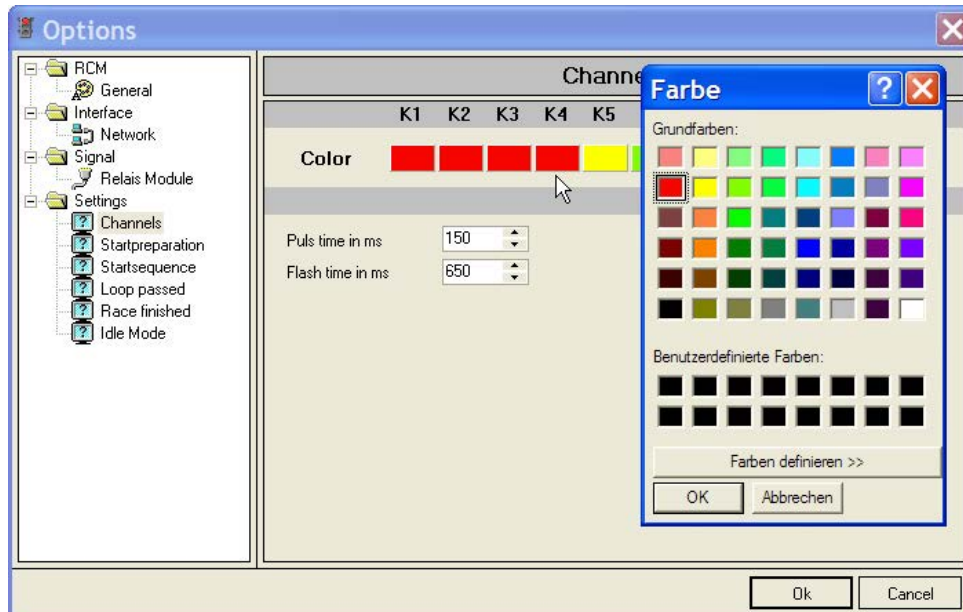 Options
RCM
General
Interface
Network
Signal
Relais Module
Settings
Channels
Startpreparation
Startsequence
Loop passed
Race finished
Idle Mode
K1 K2 K3 K4 K5
Color
Puls time in ms 150
Flash time in ms 650
Farbe
Grundfarben:
Benutzerdefinierte Farben:
Farben definieren >>
OK Abbrechen
Ok Cancel